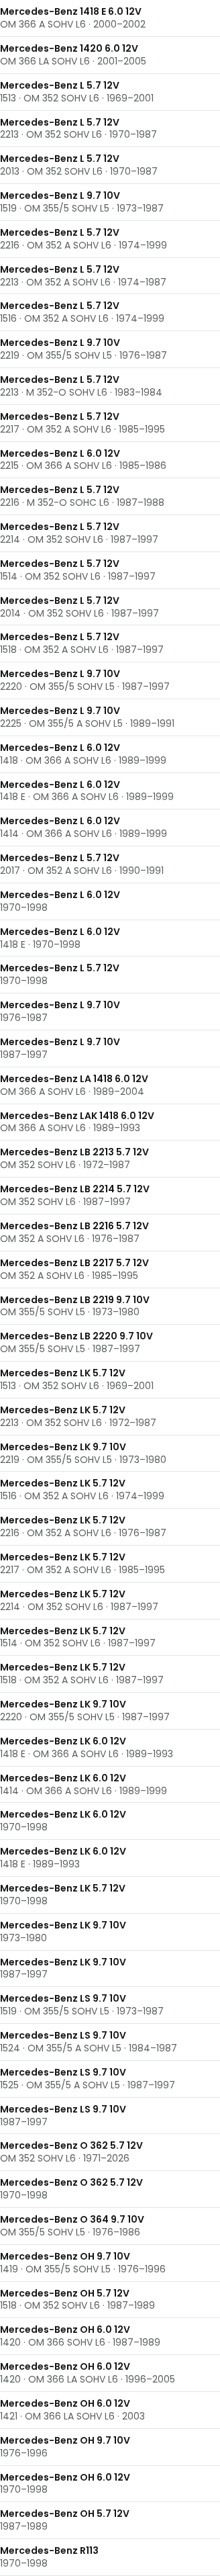 Mercedes-Benz 1418 E 6.0 12V
OM 366 A SOHV L6 · 2000-2002
Mercedes-Benz 1420 6.0 12V
OM 366 LA SOHV L6 · 2001-2005
Mercedes-Benz L 5.7 12V
1513 · OM 352 SOHV L6 · 1969-2001
Mercedes-Benz L 5.7 12V
2213 · OM 352 SOHV L6 · 1970-1987
Mercedes-Benz L 5.7 12V
2013 · OM 352 SOHV L6 · 1970-1987
Mercedes-Benz L 9.7 10V
1519 · OM 355/5 SOHV L5 · 1973-1987
Mercedes-Benz L 5.7 12V
2216 · OM 352 A SOHV L6 · 1974-1999
Mercedes-Benz L 5.7 12V
2213 · OM 352 A SOHV L6 · 1974-1987
Mercedes-Benz L 5.7 12V
1516 · OM 352 A SOHV L6 · 1974-1999
Mercedes-Benz L 9.7 10V
2219 · OM 355/5 SOHV L5 · 1976-1987
Mercedes-Benz L 5.7 12V
2213 · M 352-O SOHV L6 · 1983-1984
Mercedes-Benz L 5.7 12V
2217 · OM 352 A SOHV L6 · 1985-1995
Mercedes-Benz L 6.0 12V
2215 · OM 366 A SOHV L6 · 1985-1986
Mercedes-Benz L 5.7 12V
2216 · M 352-O SOHC L6 · 1987-1988
Mercedes-Benz L 5.7 12V
2214 · OM 352 SOHV L6 · 1987-1997
Mercedes-Benz L 5.7 12V
1514 · OM 352 SOHV L6 · 1987-1997
Mercedes-Benz L 5.7 12V
2014 · OM 352 SOHV L6 · 1987-1997
Mercedes-Benz L 5.7 12V
1518 · OM 352 A SOHV L6 · 1987-1997
Mercedes-Benz L 9.7 10V
2220 · OM 355/5 SOHV L5 · 1987-1997
Mercedes-Benz L 9.7 10V
2225 · OM 355/5 A SOHV L5 · 1989-1991
Mercedes-Benz L 6.0 12V
1418 · OM 366 A SOHV L6 · 1989-1999
Mercedes-Benz L 6.0 12V
1418 E · OM 366 A SOHV L6 · 1989-1999
Mercedes-Benz L 6.0 12V
1414 · OM 366 A SOHV L6 · 1989-1999
Mercedes-Benz L 5.7 12V
2017 · OM 352 A SOHV L6 · 1990-1991
Mercedes-Benz L 6.0 12V
1970-1998
Mercedes-Benz L 6.0 12V
1418 E · 1970-1998
Mercedes-Benz L 5.7 12V
1970-1998
Mercedes-Benz L 9.7 10V
1976-1987
Mercedes-Benz L 9.7 10V
1987-1997
Mercedes-Benz LA 1418 6.0 12V
OM 366 A SOHV L6 · 1989-2004
Mercedes-Benz LAK 1418 6.0 12V
OM 366 A SOHV L6 · 1989-1993
Mercedes-Benz LB 2213 5.7 12V
OM 352 SOHV L6 · 1972-1987
Mercedes-Benz LB 2214 5.7 12V
OM 352 SOHV L6 · 1987-1997
Mercedes-Benz LB 2216 5.7 12V
OM 352 A SOHV L6 · 1976-1987
Mercedes-Benz LB 2217 5.7 12V
OM 352 A SOHV L6 · 1985-1995
Mercedes-Benz LB 2219 9.7 10V
OM 355/5 SOHV L5 · 1973-1980
Mercedes-Benz LB 2220 9.7 10V
OM 355/5 SOHV L5 · 1987-1997
Mercedes-Benz LK 5.7 12V
1513 · OM 352 SOHV L6 · 1969-2001
Mercedes-Benz LK 5.7 12V
2213 · OM 352 SOHV L6 · 1972-1987
Mercedes-Benz LK 9.7 10V
2219 · OM 355/5 SOHV L5 · 1973-1980
Mercedes-Benz LK 5.7 12V
1516 · OM 352 A SOHV L6 · 1974-1999
Mercedes-Benz LK 5.7 12V
2216 · OM 352 A SOHV L6 · 1976-1987
Mercedes-Benz LK 5.7 12V
2217 · OM 352 A SOHV L6 · 1985-1995
Mercedes-Benz LK 5.7 12V
2214 · OM 352 SOHV L6 · 1987-1997
Mercedes-Benz LK 5.7 12V
1514 · OM 352 SOHV L6 · 1987-1997
Mercedes-Benz LK 5.7 12V
1518 · OM 352 A SOHV L6 · 1987-1997
Mercedes-Benz LK 9.7 10V
2220 · OM 355/5 SOHV L5 · 1987-1997
Mercedes-Benz LK 6.0 12V
1418 E · OM 366 A SOHV L6 · 1989-1993
Mercedes-Benz LK 6.0 12V
1414 · OM 366 A SOHV L6 · 1989-1999
Mercedes-Benz LK 6.0 12V
1970-1998
Mercedes-Benz LK 6.0 12V
1418 E · 1989-1993
Mercedes-Benz LK 5.7 12V
1970-1998
Mercedes-Benz LK 9.7 10V
1973-1980
Mercedes-Benz LK 9.7 10V
1987-1997
Mercedes-Benz LS 9.7 10V
1519 · OM 355/5 SOHV L5 · 1973-1987
Mercedes-Benz LS 9.7 10V
1524 · OM 355/5 A SOHV L5 · 1984-1987
Mercedes-Benz LS 9.7 10V
1525 · OM 355/5 A SOHV L5 · 1987-1997
Mercedes-Benz LS 9.7 10V
1987-1997
Mercedes-Benz O 362 5.7 12V
OM 352 SOHV L6 · 1971-2026
Mercedes-Benz O 362 5.7 12V
1970-1998
Mercedes-Benz O 364 9.7 10V
OM 355/5 SOHV L5 · 1976-1986
Mercedes-Benz OH 9.7 10V
1419 · OM 355/5 SOHV L5 · 1976-1996
Mercedes-Benz OH 5.7 12V
1518 · OM 352 SOHV L6 · 1987-1989
Mercedes-Benz OH 6.0 12V
1420 · OM 366 SOHV L6 · 1987-1989
Mercedes-Benz OH 6.0 12V
1420 · OM 366 LA SOHV L6 · 1996-2005
Mercedes-Benz OH 6.0 12V
1421 · OM 366 LA SOHV L6 · 2003
Mercedes-Benz OH 9.7 10V
1976-1996
Mercedes-Benz OH 6.0 12V
1970-1998
Mercedes-Benz OH 5.7 12V
1987-1989
Mercedes-Benz R113
1970-1998